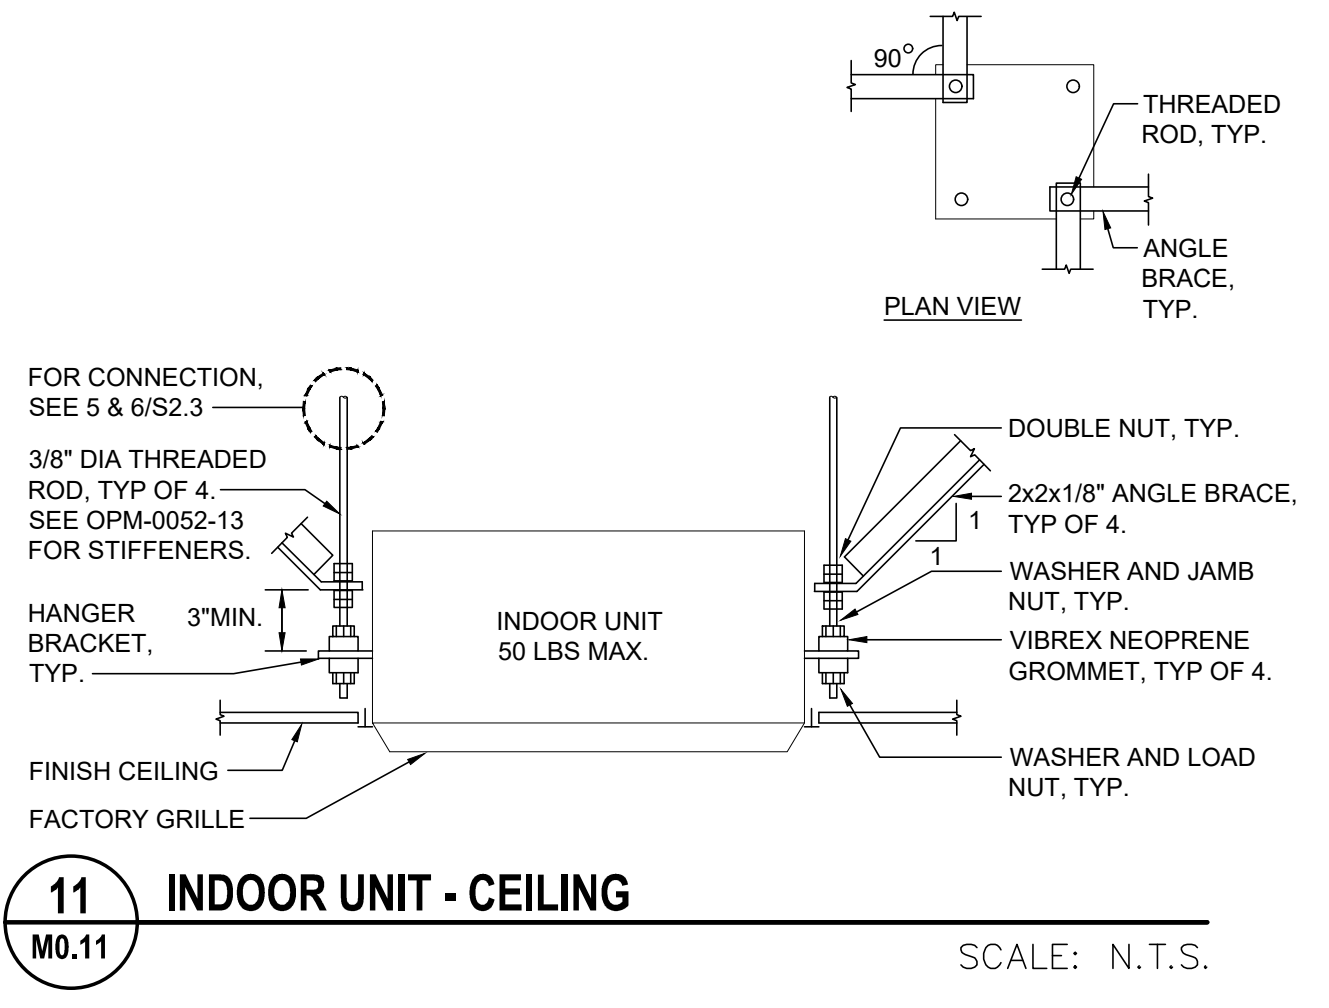 90°
THREADED
ROD, TYP.
ANGLE
BRACE,
TYP.
PLAN VIEW
FOR CONNECTION,
SEE 5 & 6/S2.3
3/8" DIA THREADED
ROD, TYP OF 4.
SEE OPM-0052-13
FOR STIFFENERS.
HANGER
BRACKET,
TYP.
3"MIN.
INDOOR UNIT
50 LBS MAX.
DOUBLE NUT, TYP.
2x2x1/8" ANGLE BRACE,
TYP OF 4.
1
1
WASHER AND JAMB
NUT, TYP.
VIBREX NEOPRENE
GROMMET, TYP OF 4.
WASHER AND LOAD
NUT, TYP.
FINISH CEILING
FACTORY GRILLE
11
M0.11
INDOOR UNIT - CEILING
SCALE: N.T.S.